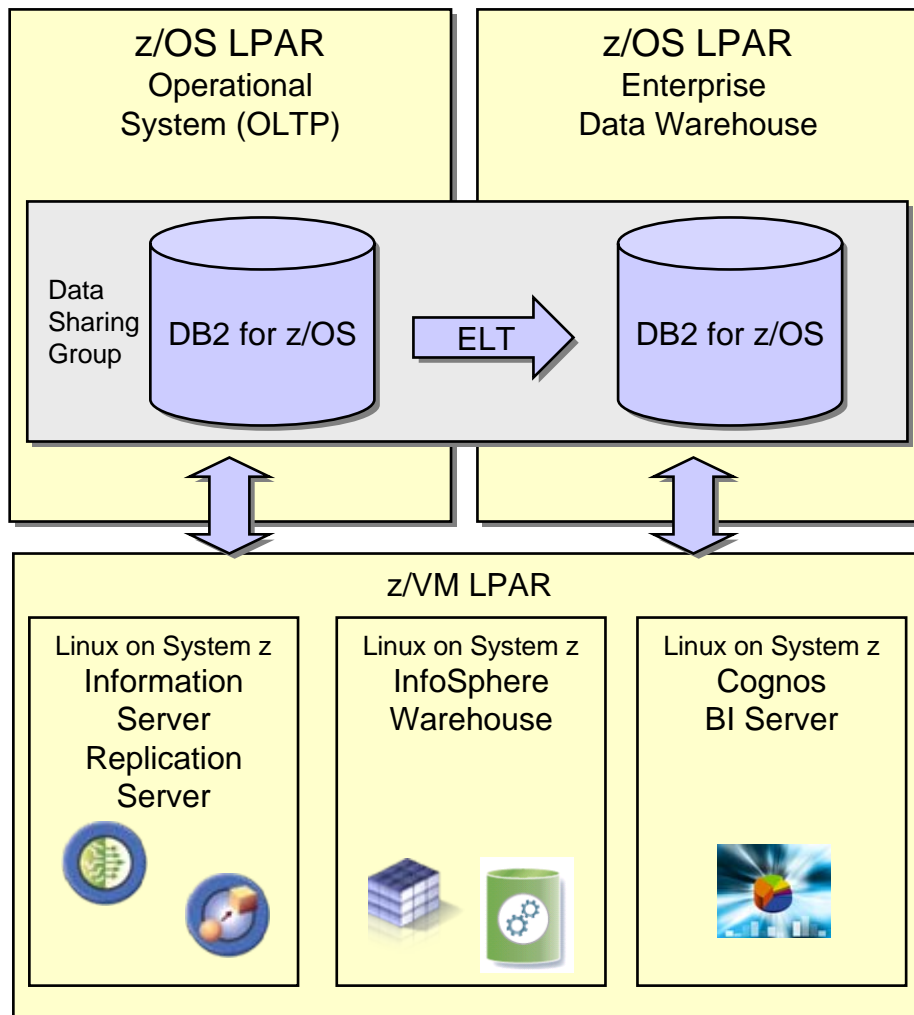 z/OS LPAR
Operational
System (OLTP)
z/OS LPAR
Enterprise
Data Warehouse
Data
Sharing
Group
DB2 for z/OS
ELT
DB2 for z/OS
z/VM LPAR
Linux on System z
Information
Server
Replication
Server
Linux on System z
InfoSphere
Warehouse
Linux on System z
Cognos
BI Server